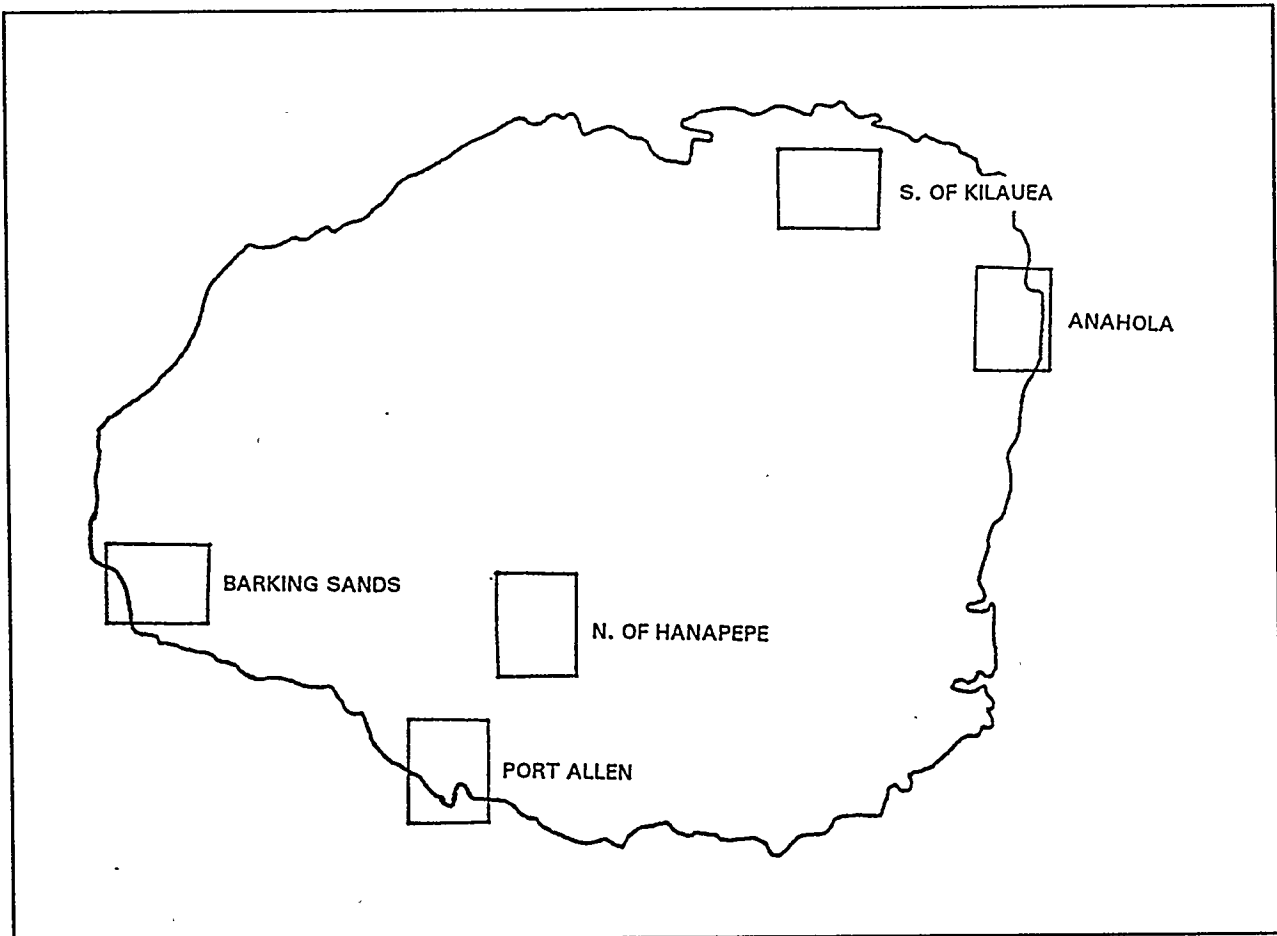 S. OF KILAUEA
ANAHOLA
BARKING SANDS
N. OF HANAPEPE
PORT ALLEN